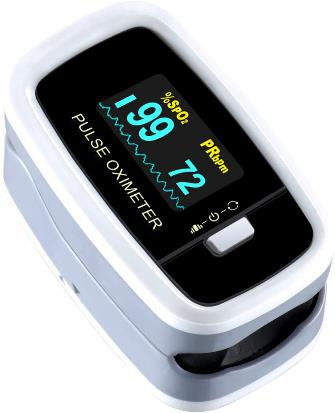 %SpO₂
99
PRbpm
72
PULSE OXIMETER